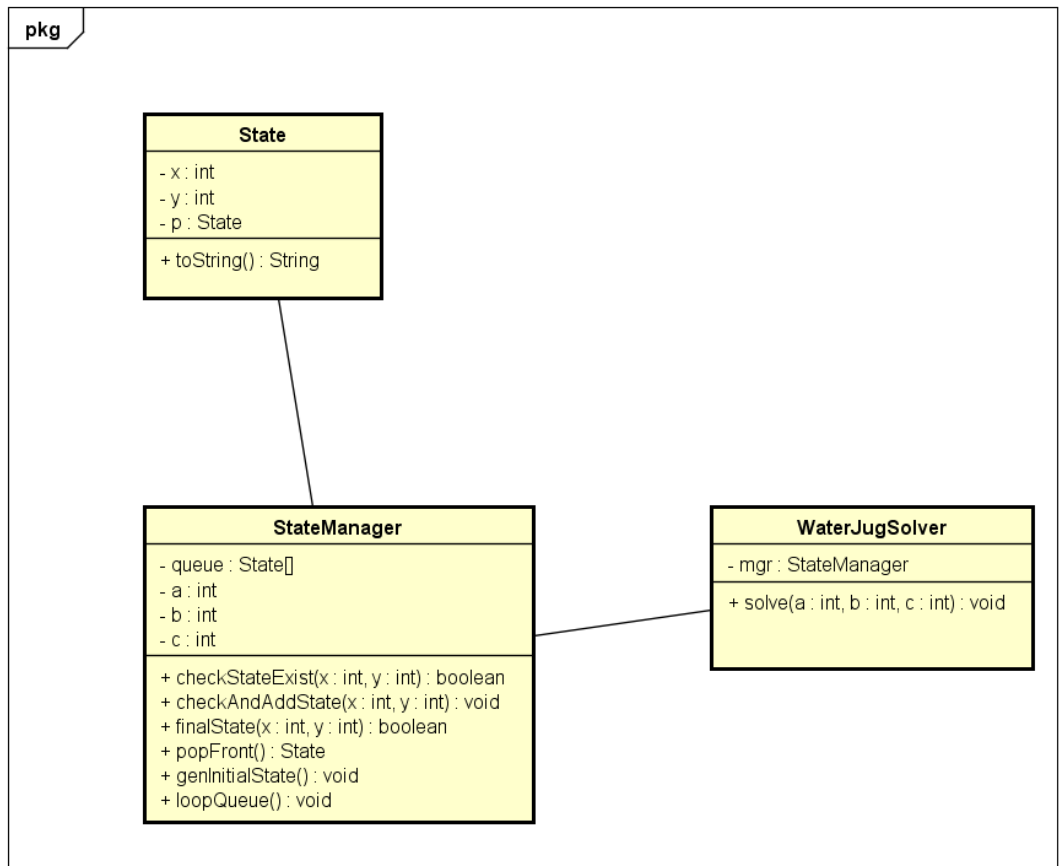 pkg
State
- x : int
- y : int
- p : State
+ toString() : String
StateManager
- queue : State[]
- a : int
- b : int
- c : int
+ checkStateExist(x : int, y : int) : boolean
+ checkAndAddState(x : int, y : int) : void
+ finalState(x : int, y : int) : boolean
+ popFront() : State
+ genInitialState() : void
+ loopQueue() : void
WaterJugSolver
- mgr : StateManager
+ solve(a : int, b : int, c : int) : void